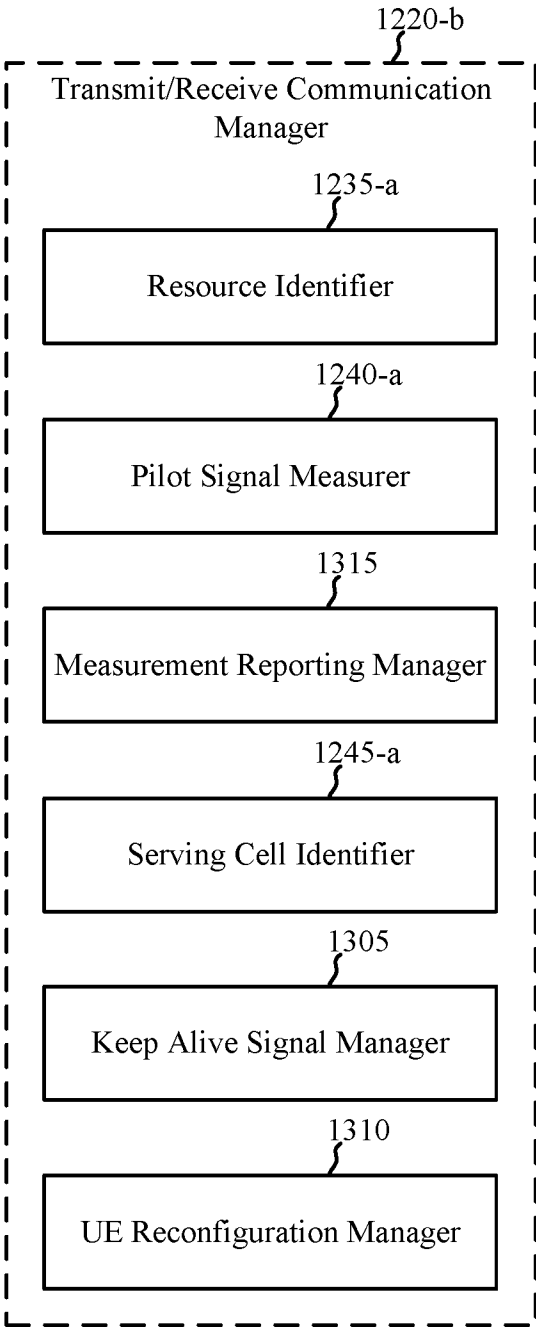 1220-b
Transmit/Receive Communication
Manager
1235-a
Resource Identifier
1240-a
Pilot Signal Measurer
1315
Measurement Reporting Manager
1245-a
Serving Cell Identifier
1305
Keep Alive Signal Manager
1310
UE Reconfiguration Manager